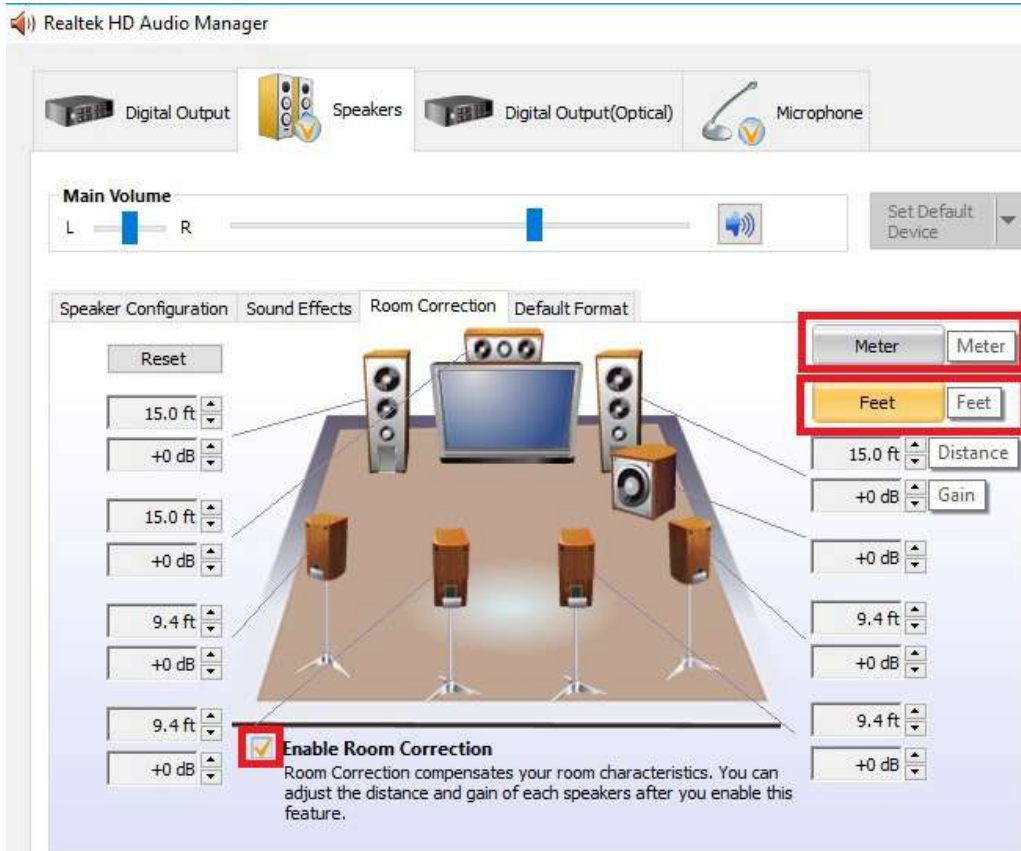 Realtek HD Audio Manager
Digital Output
Speakers
Digital Output(Optical)
Microphone
Main Volume
L R
Set Default
Device
Speaker Configuration Sound Effects Room Correction Default Format
Reset
Meter Meter
Feet Feet
15.0 ft
+0 dB
15.0 ft
+0 dB
9.4 ft
+0 dB
9.4 ft
+0 dB
15.0 ft Distance
+0 dB Gain
+0 dB
9.4 ft
+0 dB
9.4 ft
+0 dB
Enable Room Correction
Room Correction compensates your room characteristics. You can
adjust the distance and gain of each speakers after you enable this
feature.